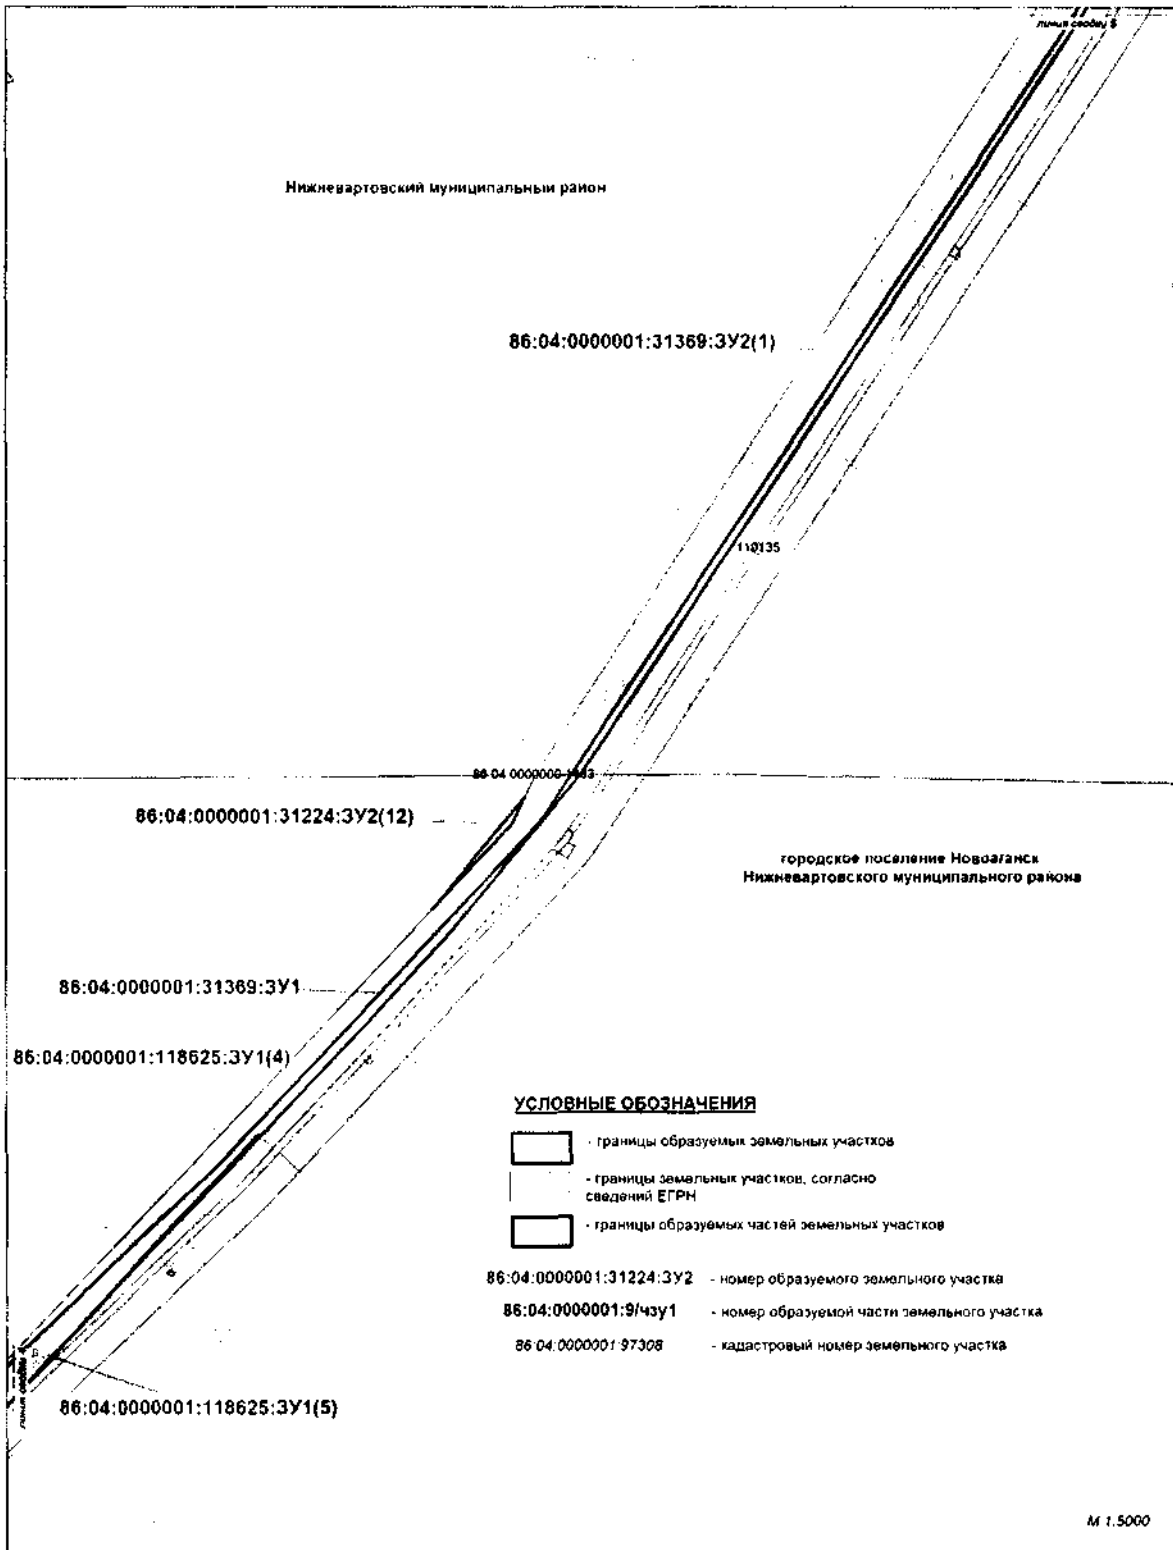 линия сводки 6
Нижневартовский муниципальный район
86:04:0000001:31369:ЗУ2(1)
110135
86:04:0000001:31224:ЗУ2(12)
городское поселение Новоаганск
Нижневартовского муниципального района
86:04:0000001:31369:ЗУ1
86:04:0000001:118625:ЗУ1(4)
УСЛОВНЫЕ ОБОЗНАЧЕНИЯ
- границы образуемых земельных участков
- границы земельных участков, согласно
сведений ЕГРН
- границы образуемых частей земельных участков
86:04:0000001:31224:ЗУ2 - номер образуемого земельного участка
86:04:0000001:9/чзу1 - номер образуемой части земельного участка
86:04:0000001:97308 - кадастровый номер земельного участка
линия сводки
86:04:0000001:118625:ЗУ1(5)
М 1:5000